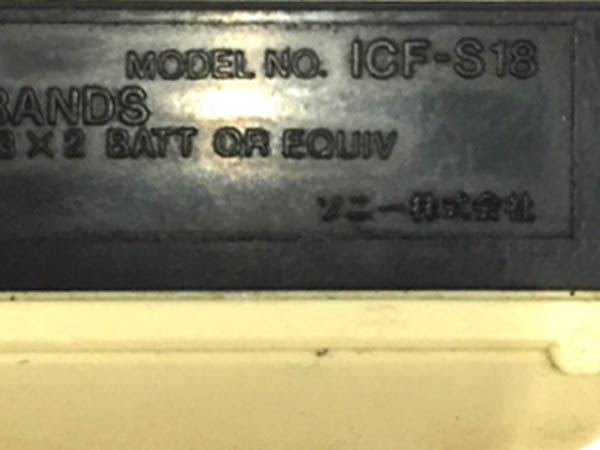 MODEL NO. ICF-S18
BANDS
3 × 2 BATT OR EQUIV
ソニー株式会社